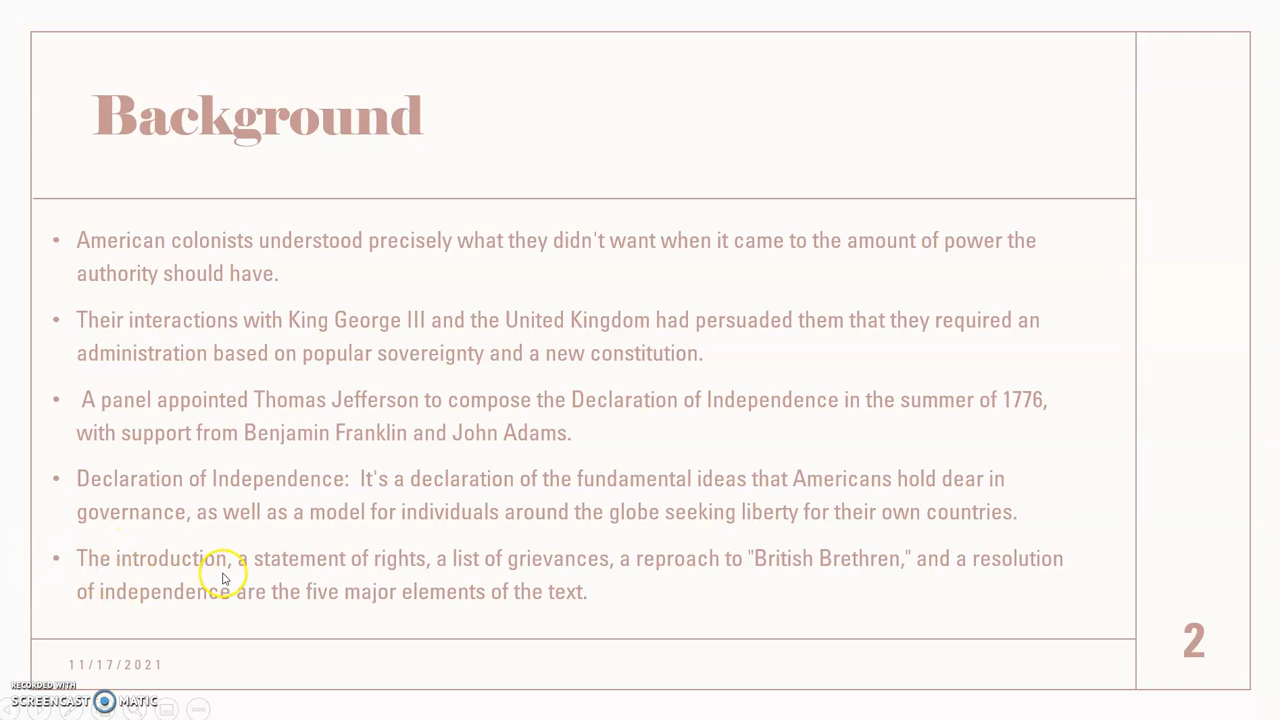 Background
• American colonists understood precisely what they didn't want when it came to the amount of power the
authority should have.
• Their interactions with King George III and the United Kingdom had persuaded them that they required an
administration based on popular sovereignty and a new constitution.
• A panel appointed Thomas Jefferson to compose the Declaration of Independence in the summer of 1776,
with support from Benjamin Franklin and John Adams.
• Declaration of Independence: It's a declaration of the fundamental ideas that Americans hold dear in
governance, as well as a model for individuals around the globe seeking liberty for their own countries.
• The introduction, a statement of rights, a list of grievances, a reproach to "British Brethren," and a resolution
of independence are the five major elements of the text.
2
11/17/2021
RECORDED WITH
SCREENCAST MATIC